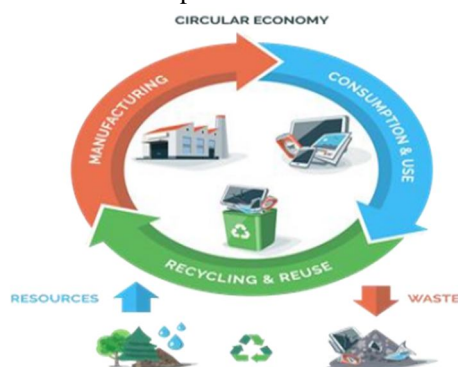 CIRCULAR ECONOMY
MANUFACTURING
CONSUMPTION & USE
RECYCLING & REUSE
RESOURCES
WASTE